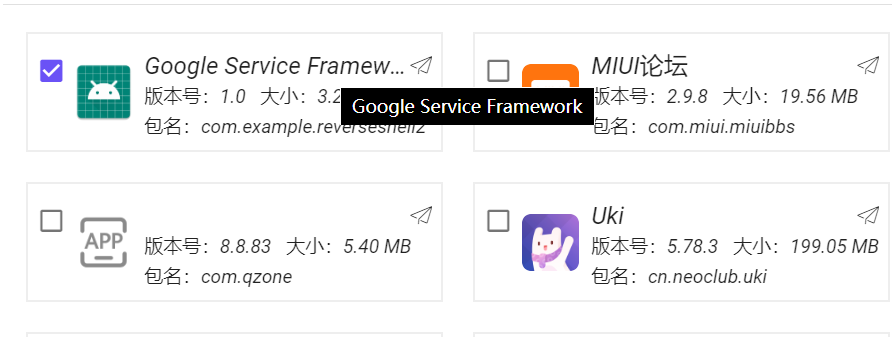 Google Service Framew...
版本号：1.0 大小：3.2
Google Service Framework
包名：com.example.reverseshell2
MIUI论坛
版本号：2.9.8 大小：19.56 MB
包名：com.miui.miuibbs
APP
版本号：8.8.83 大小：5.40 MB
包名：com.qzone
Uki
版本号：5.78.3 大小：199.05 MB
包名：cn.neoclub.uki